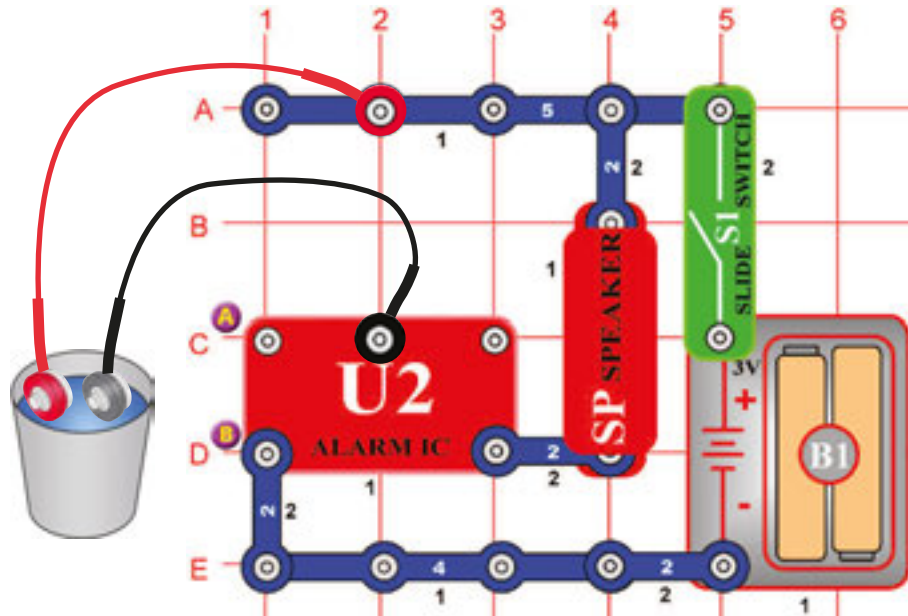 1 2 3 4 5 6
A 5
1
2 2
SLIDE S1 SWITCH 2
B
1
SP SPEAKER
A
C
U2
3V
+
B1
B
D ALARM IC 2
1 2
-
2 2
E 4 2
1 2 1